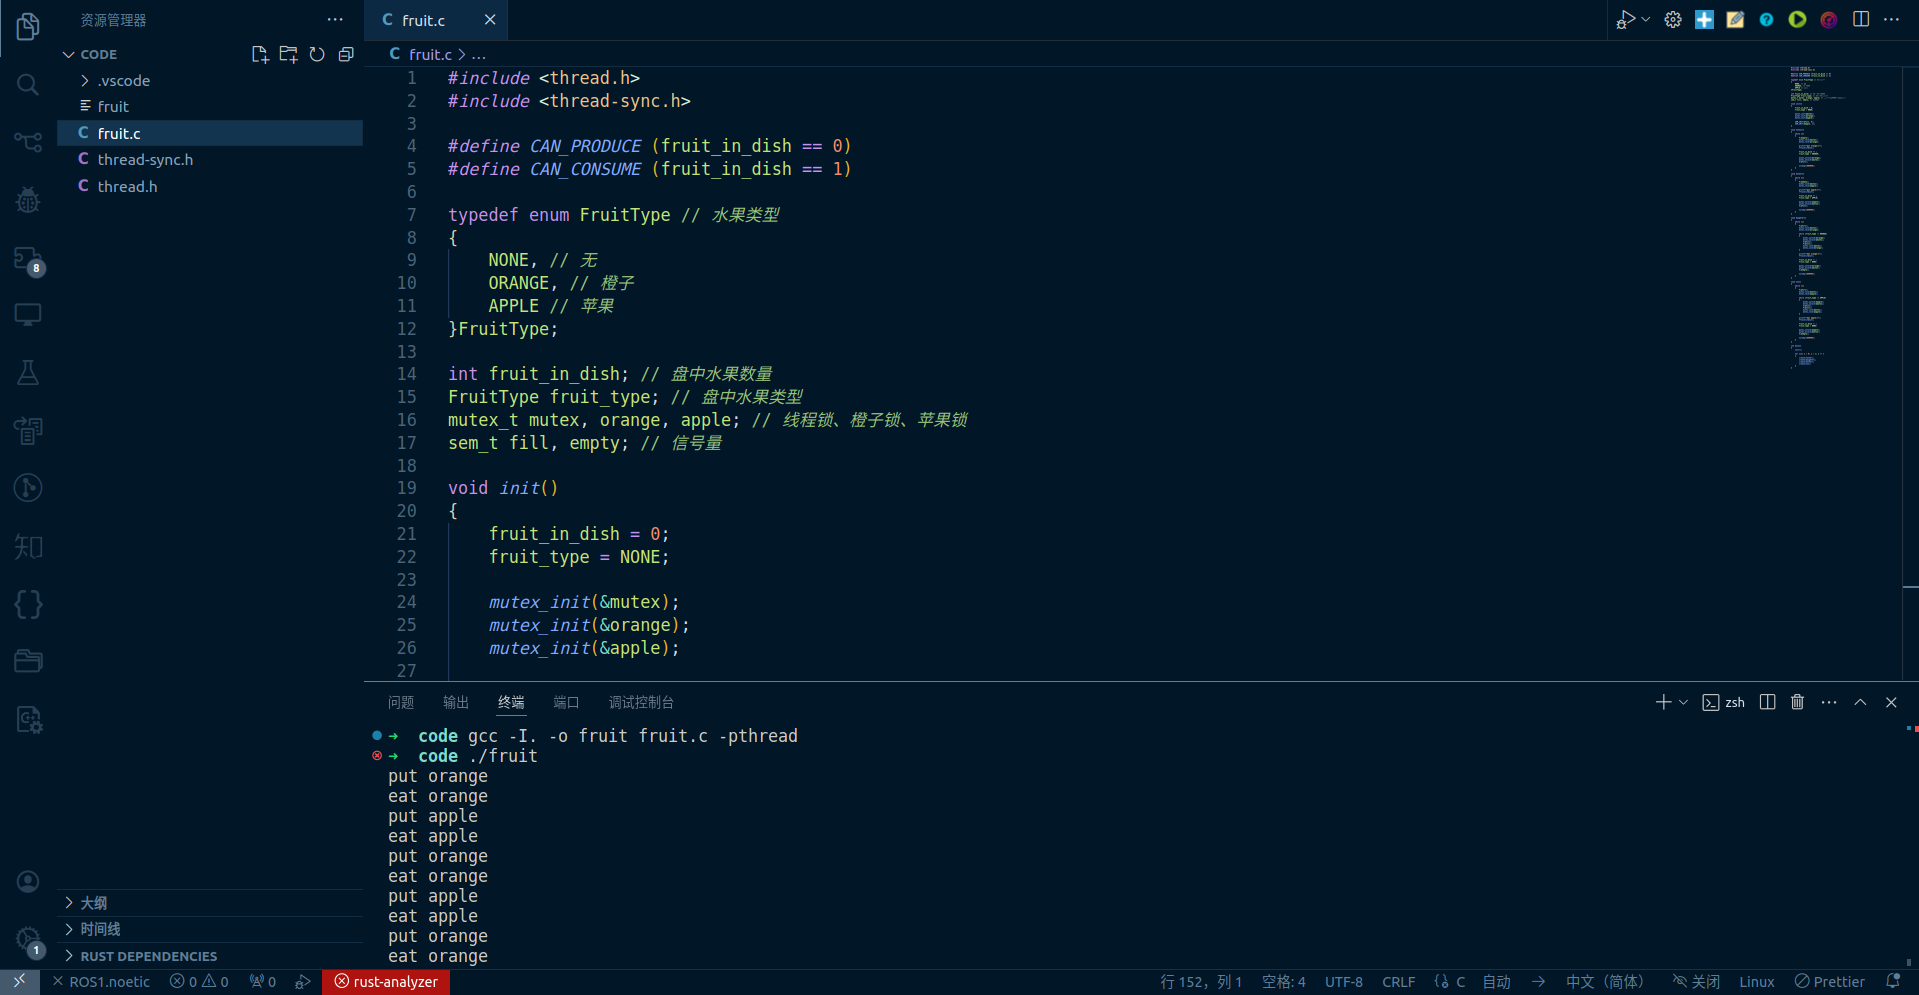 资源管理器
fruit.c
CODE
fruit.c > ...
.vscode
fruit
fruit.c
thread-sync.h
thread.h
8
1 #include <thread.h>
2 #include <thread-sync.h>
3
4 #define CAN_PRODUCE (fruit_in_dish == 0)
5 #define CAN_CONSUME (fruit_in_dish == 1)
6
7 typedef enum FruitType // 水果类型
8 {
9 NONE, // 无
10 ORANGE, // 橙子
11 APPLE // 苹果
12 }FruitType;
13
14 int fruit_in_dish; // 盘中水果数量
15 FruitType fruit_type; // 盘中水果类型
16 mutex_t mutex, orange, apple; // 线程锁、橙子锁、苹果锁
17 sem_t fill, empty; // 信号量
18
19 void init()
20 {
21 fruit_in_dish = 0;
22 fruit_type = NONE;
23
24 mutex_init(&mutex);
25 mutex_init(&orange);
26 mutex_init(&apple);
27
知
问题 输出 终端 端口 调试控制台
zsh
code gcc -I. -o fruit fruit.c -pthread
code ./fruit
put orange
eat orange
put apple
eat apple
put orange
eat orange
put apple
eat apple
put orange
eat orange
大纲
时间线
RUST DEPENDENCIES
1
ROS1.noetic 0 0 0 rust-analyzer 行 152，列 1 空格: 4 UTF-8 CRLF C 自动 中文（简体） 关闭 Linux Prettier